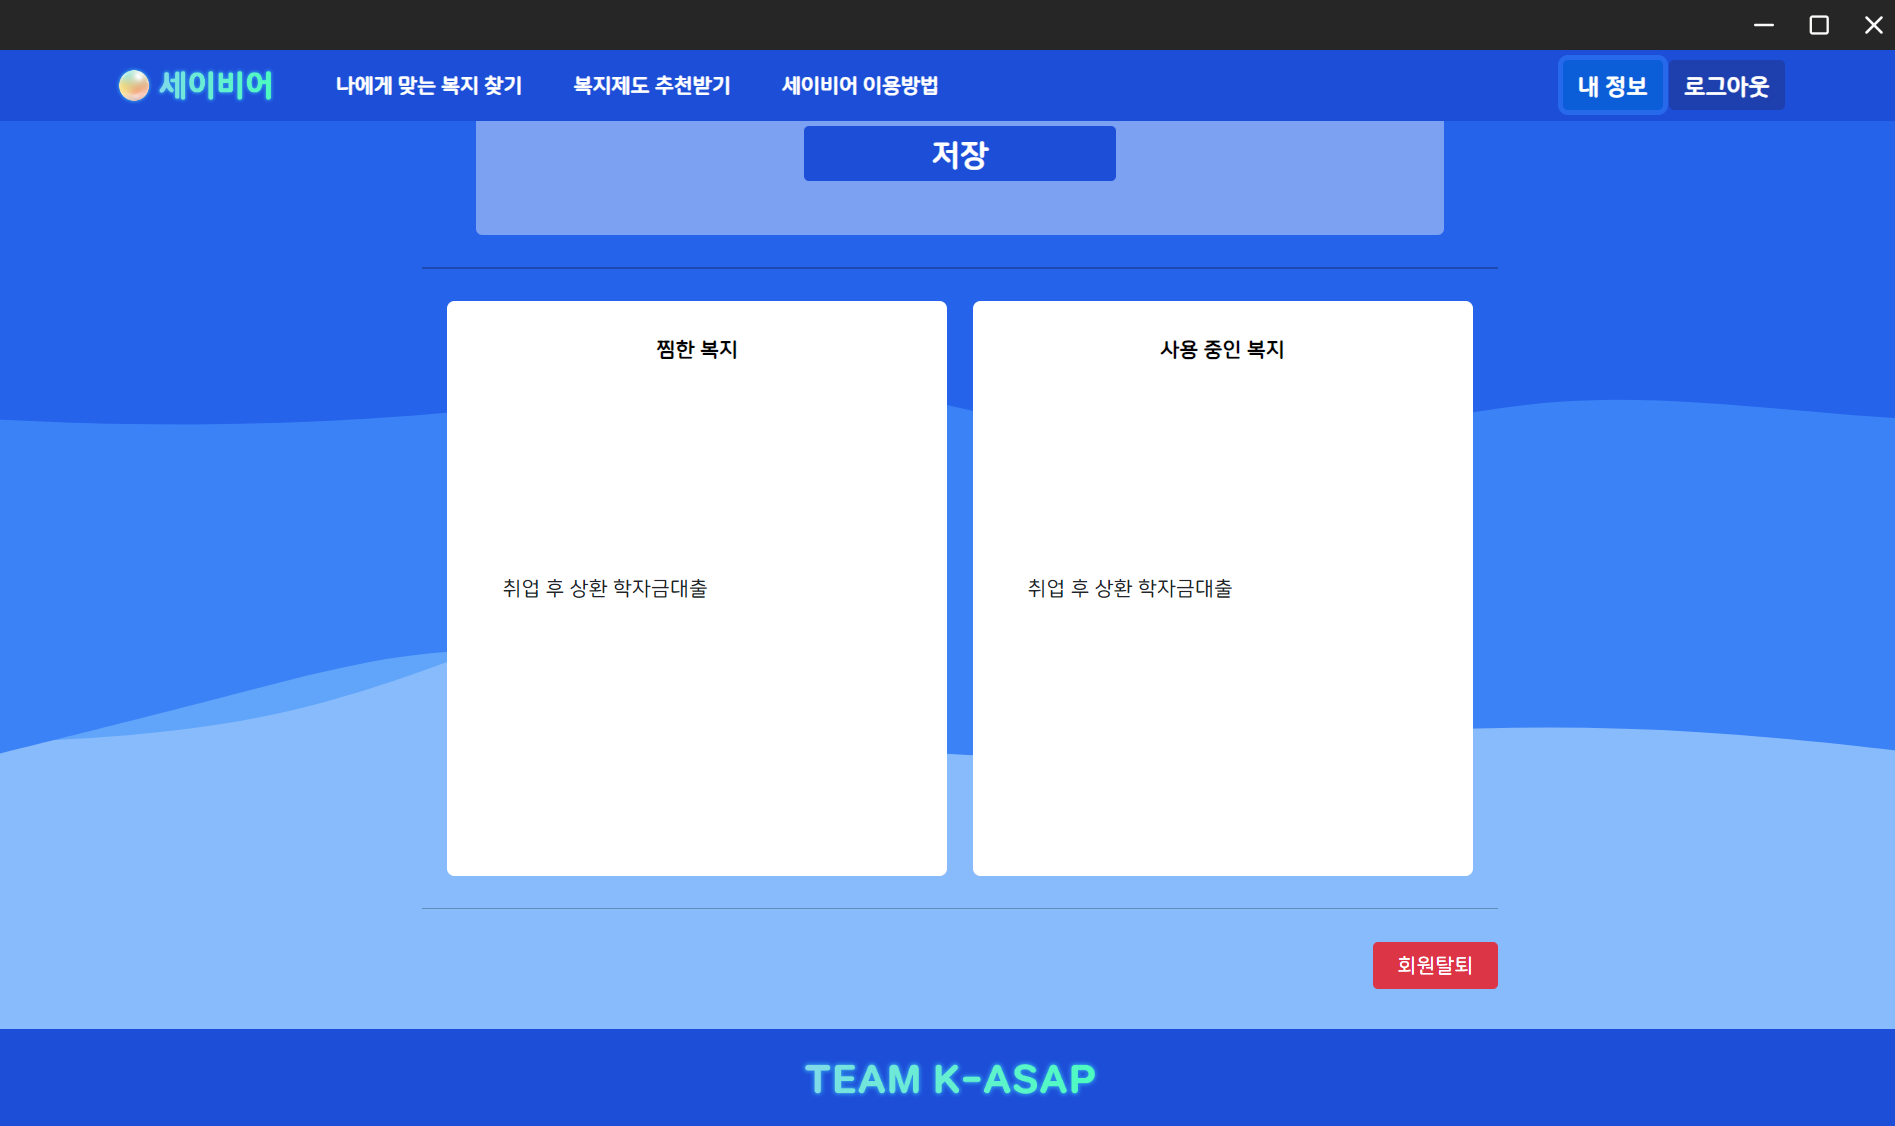 세이비어
나에게 맞는 복지 찾기
복지제도 추천받기
세이비어 이용방법
내 정보
로그아웃
저장
찜한 복지
취업 후 상환 학자금대출
사용 중인 복지
취업 후 상환 학자금대출
회원탈퇴
TEAM K-ASAP